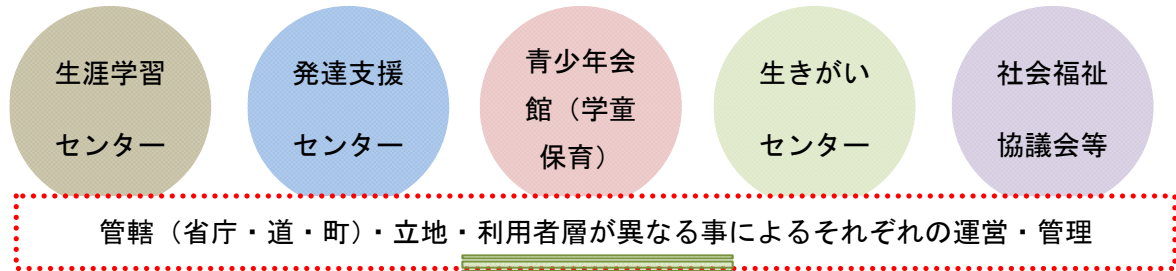 生涯学習
センター
発達支援
センター
青少年会
館（学童
保育）
生きがい
センター
社会福祉
協議会等
管轄（省庁・道・町）・立地・利用者層が異なる事によるそれぞれの運営・管理